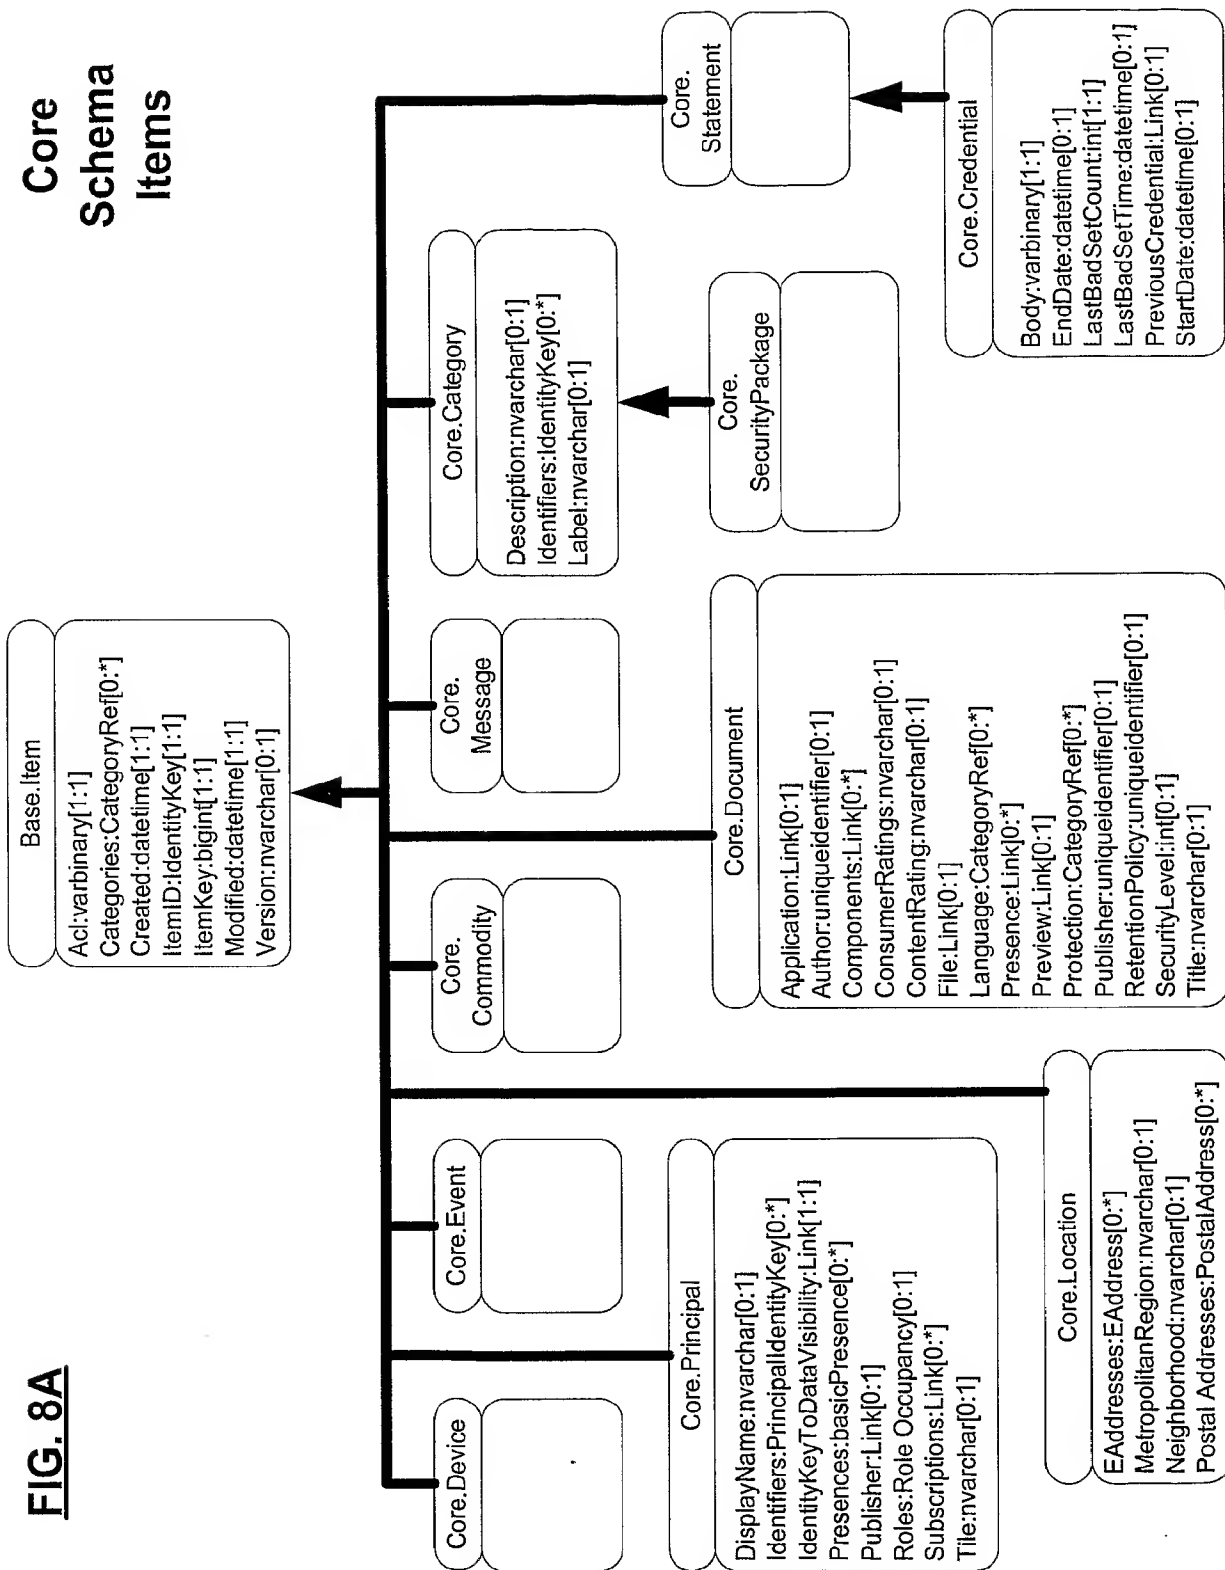 FIG. 8A
Core
Schema
Items
Base.Item
Acl:varbinary[1:1]
Categories:CategoryRef[0:*]
Created:datetime[1:1]
ItemID:IdentityKey[1:1]
ItemKey:bigint[1:1]
Modified:datetime[1:1]
Version:nvarchar[0:1]
Core.Device
Core.Event
Core.
Commodity
Core.
Message
Core.Category
Description:nvarchar[0:1]
Identifiers:IdentityKey[0:*]
Label:nvarchar[0:1]
Core.
Statement
Core.Principal
DisplayName:nvarchar[0:1]
Identifiers:PrincipalIdentityKey[0:*]
IdentityKeyToDataVisibility:Link[1:1]
Presences:basicPresence[0:*]
Publisher:Link[0:1]
Roles:Role Occupancy[0:1]
Subscriptions:Link[0:*]
Tile:nvarchar[0:1]
Core.Document
Application:Link[0:1]
Author:uniqueidentifier[0:1]
Components:Link[0:*]
ConsumerRatings:nvarchar[0:1]
ContentRating:nvarchar[0:1]
File:Link[0:1]
Language:CategoryRef[0:*]
Presence:Link[0:*]
Preview:Link[0:1]
Protection:CategoryRef[0:*]
Publisher:uniqueidentifier[0:1]
RetentionPolicy:uniqueidentifier[0:1]
SecurityLevel:int[0:1]
Title:nvarchar[0:1]
Core.
SecurityPackage
Core.Credential
Body:varbinary[1:1]
EndDate:datetime[0:1]
LastBadSetCount:int[1:1]
LastBadSetTime:datetime[0:1]
PreviousCredential:Link[0:1]
StartDate:datetime[0:1]
Core.Location
EAddresses:EAddress[0:*]
MetropolitanRegion:nvarchar[0:1]
Neighborhood:nvarchar[0:1]
Postal Addresses:PostalAddress[0:*]